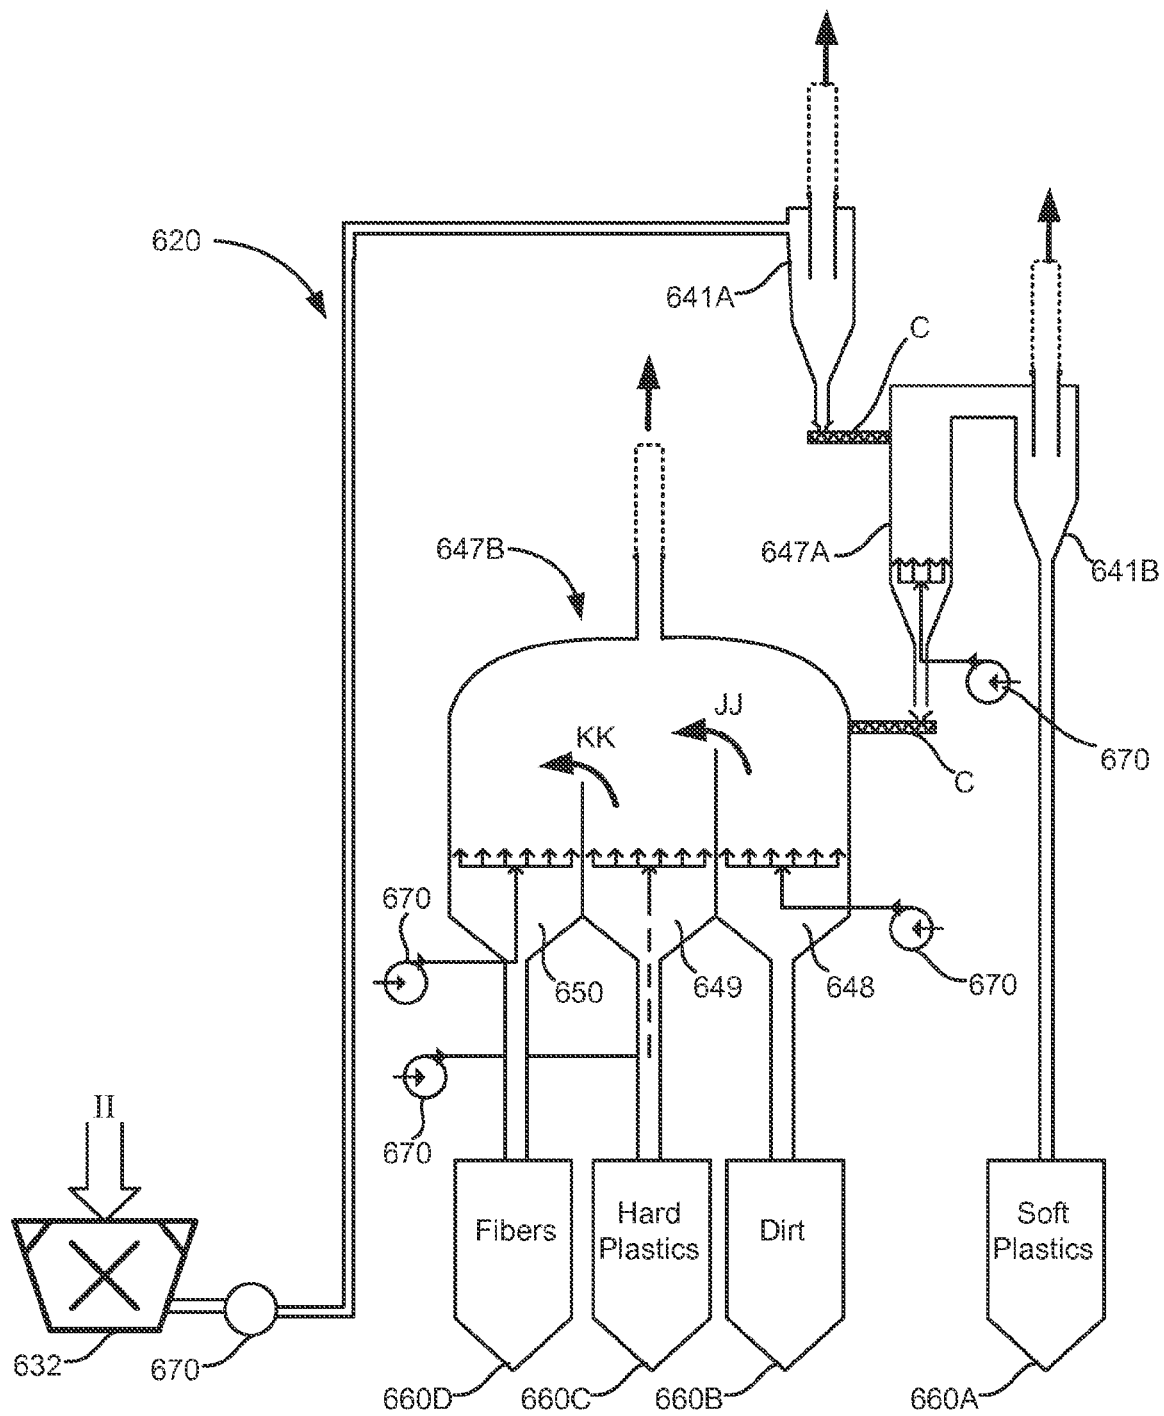 620
641A
C
647B
647A
641B
JJ
KK
670
C
670
670
650
649
648
670
II
Fibers
Hard
Plastics
Dirt
Soft
Plastics
632
670
660D
660C
660B
660A